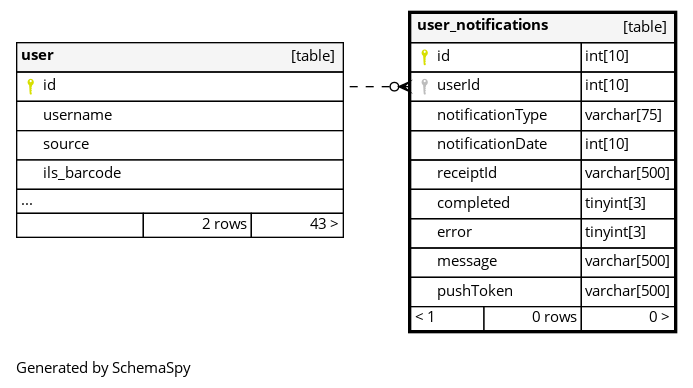 user [table]
id
username
source
ils_barcode
...
2 rows 43 >
user_notifications [table]
id int[10]
userId int[10]
notificationType varchar[75]
notificationDate int[10]
receiptId varchar[500]
completed tinyint[3]
error tinyint[3]
message varchar[500]
pushToken varchar[500]
< 1 0 rows 0 >
Generated by SchemaSpy